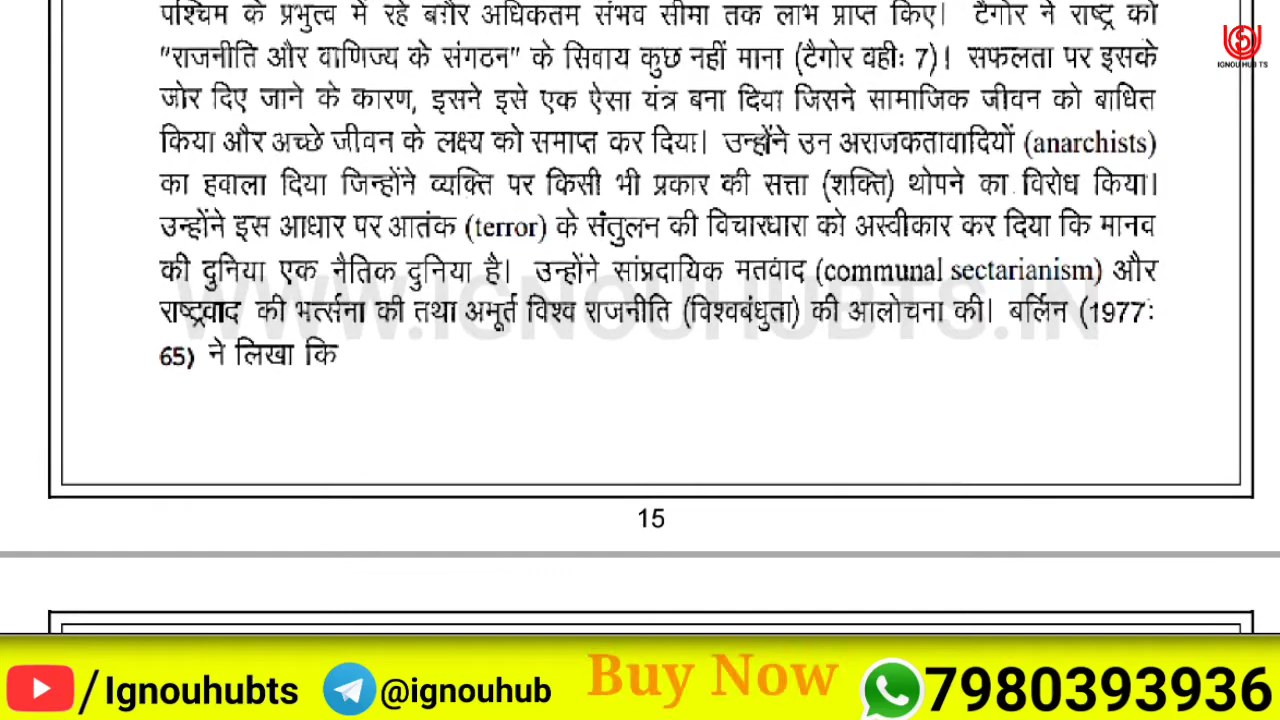 पश्चिम के प्रभुत्व में रहे बग़ैर अधिकतम संभव सीमा तक लाभ प्राप्त किए। टैगोर ने राष्ट्र को
"राजनीति और वाणिज्य के संगठन" के सिवाय कुछ नहीं माना (टैगोर वहीः 7)। सफलता पर इसके
जोर दिए जाने के कारण, इसने इसे एक ऐसा यंत्र बना दिया जिसने सामाजिक जीवन को बाधित
किया और अच्छे जीवन के लक्ष्य को समाप्त कर दिया। उन्होंने उन अराजकतावादियों (anarchists)
का हवाला दिया जिन्होंने व्यक्ति पर किसी भी प्रकार की सत्ता (शक्ति) थोपने का विरोध किया।
उन्होंने इस आधार पर आतंक (terror) के संतुलन की विचारधारा को अस्वीकार कर दिया कि मानव
की दुनिया एक नैतिक दुनिया है। उन्होंने सांप्रदायिक मतवाद (communal sectarianism) और
राष्ट्रवाद की भर्त्सना की तथा अमूर्त विश्व राजनीति (विश्वबंधुता) की आलोचना की। बर्लिन (1977:
65) ने लिखा कि
WWW.IGNOUHUBTS.IN
15
IGNOUHUBTS
/Ignouhubts @ignouhub Buy Now 7980393936